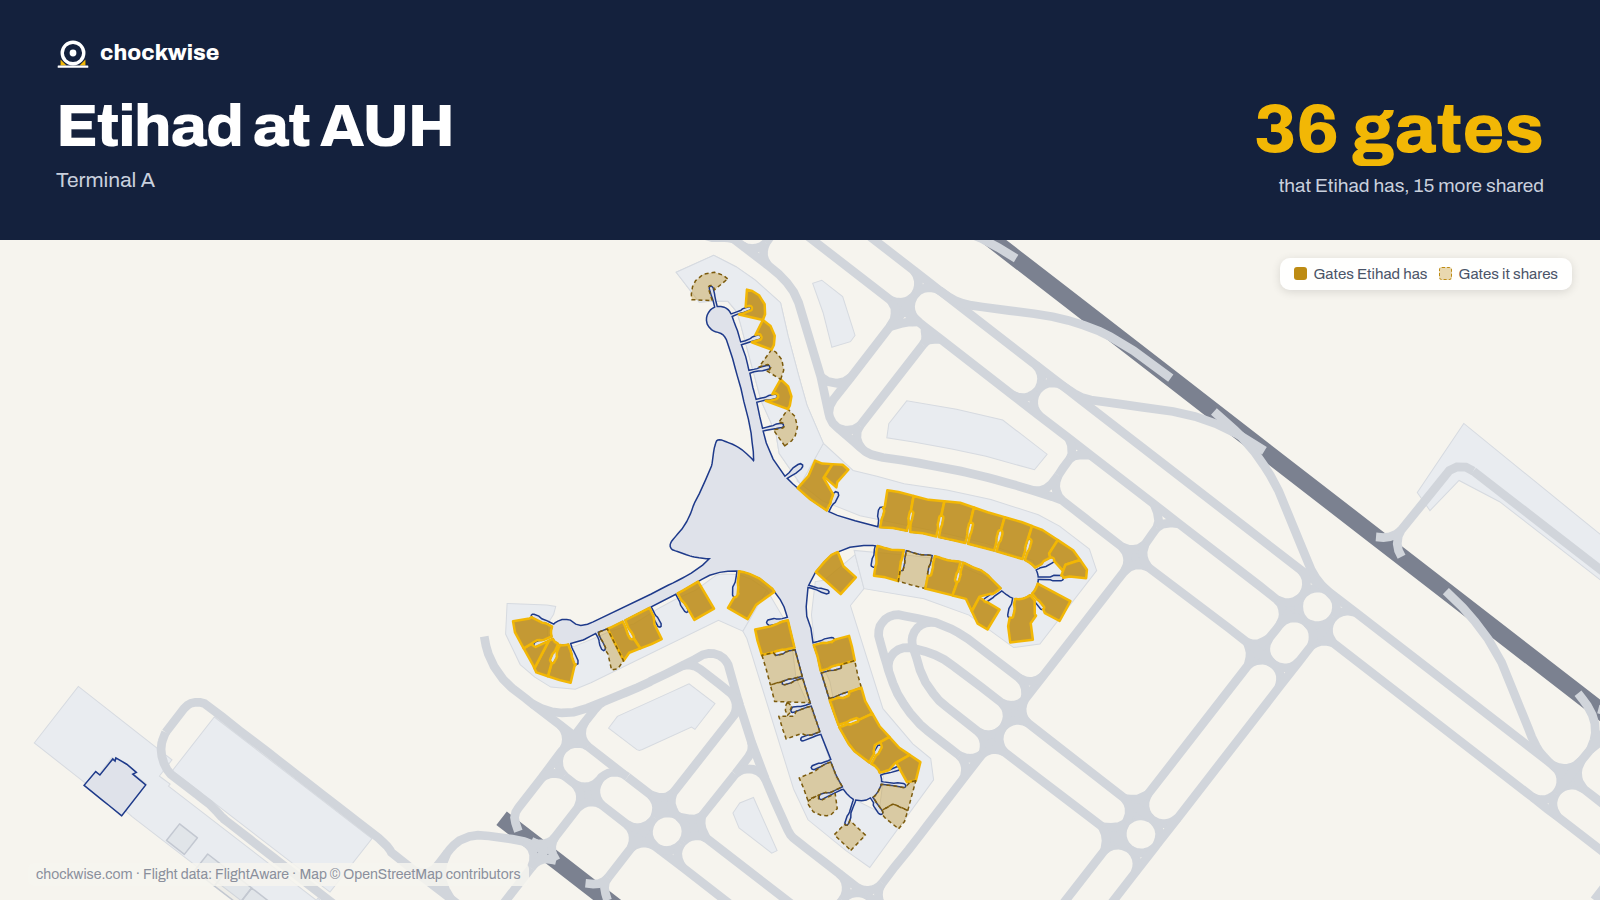 chockwise
Etihad at AUH
Terminal A
36 gates
that Etihad has, 15 more shared
Gates Etihad has
Gates it shares
chockwise.com · Flight data: FlightAware · Map © OpenStreetMap contributors